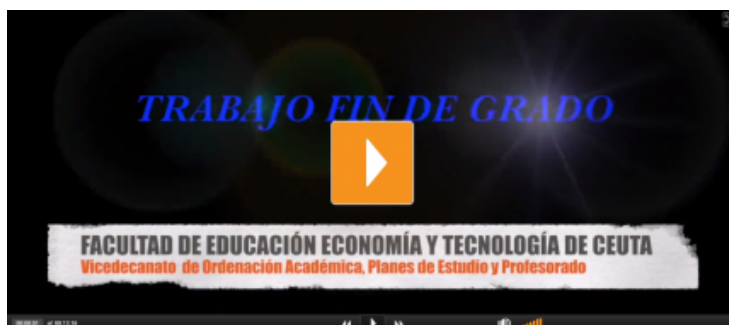 TRABAJO FIN DE GRADO
FACULTAD DE EDUCACIÓN ECONOMÍA Y TECNOLOGÍA DE CEUTA
Vicedecanato de Ordenación Académica, Planes de Estudio y Profesorado